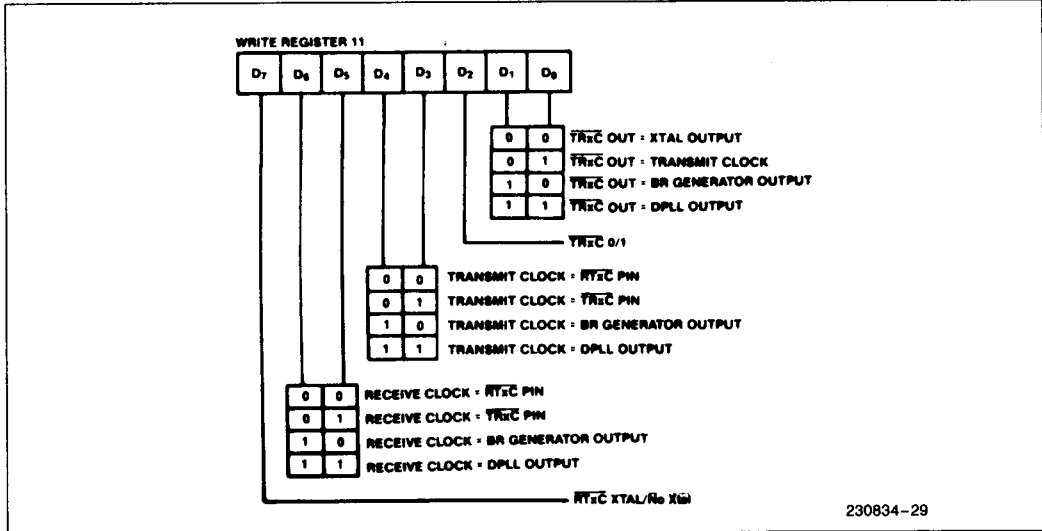 WRITE REGISTER 11
D7 D6 D5 D4 D3 D2 D1 D0
0 0 TRxC OUT = XTAL OUTPUT
0 1 TRxC OUT = TRANSMIT CLOCK
1 0 TRxC OUT = BR GENERATOR OUTPUT
1 1 TRxC OUT = DPLL OUTPUT
TRxC 0/1
0 0 TRANSMIT CLOCK = RTxC PIN
0 1 TRANSMIT CLOCK = TRxC PIN
1 0 TRANSMIT CLOCK = BR GENERATOR OUTPUT
1 1 TRANSMIT CLOCK = DPLL OUTPUT
0 0 RECEIVE CLOCK = RTxC PIN
0 1 RECEIVE CLOCK = TRxC PIN
1 0 RECEIVE CLOCK = BR GENERATOR OUTPUT
1 1 RECEIVE CLOCK = DPLL OUTPUT
RTxC XTAL/No Xtal
230834-29